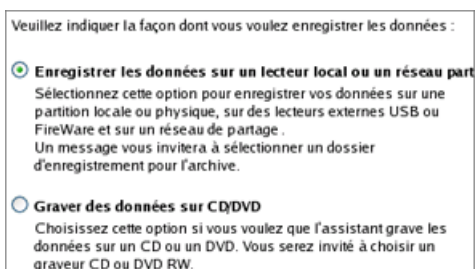 Veuillez indiquer la façon dont vous voulez enregistrer les données :
Enregistrer les données sur un lecteur local ou un réseau part
Sélectionnez cette option pour enregistrer vos données sur une
partition locale ou physique, sur des lecteurs externes USB ou
FireWare et sur un réseau de partage .
Un message vous invitera à sélectionner un dossier
d'enregistrement pour l'archive.
Graver des données sur CD/DVD
Choisissez cette option si vous voulez que l'assistant grave les
données sur un CD ou un DVD. Vous serez invité à choisir un
graveur CD ou DVD RW.